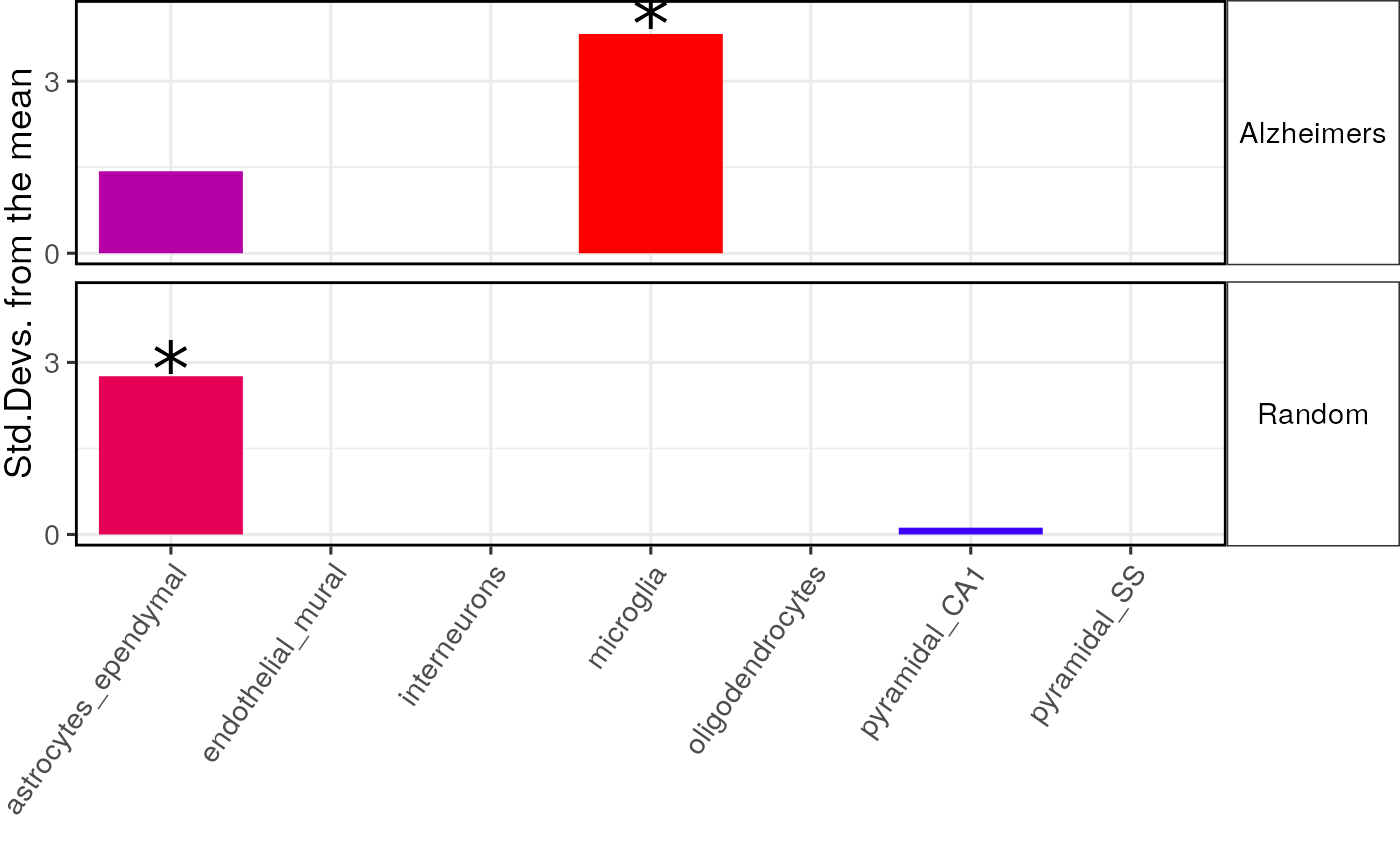 Std.Devs. from the mean
3
0
*
Alzheimers
3
0
*
Random
astrocytes_ependymal
endothelial_mural
interneurons
microglia
oligodendrocytes
pyramidal_CA1
pyramidal_SS